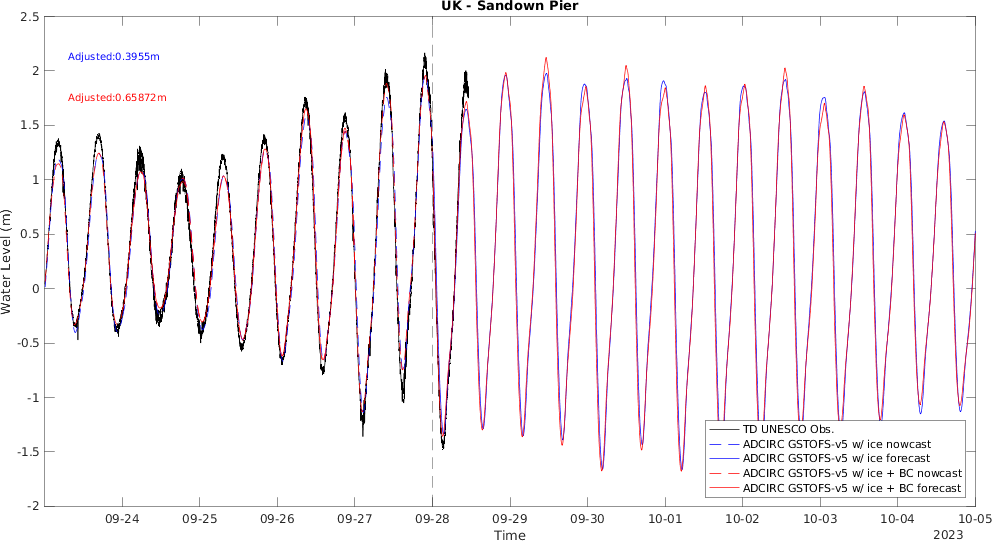 UK - Sandown Pier
2.5
2
1.5
1
0.5
0
-0.5
-1
-1.5
-2
Water Level (m)
Adjusted:0.3955m
Adjusted:0.65872m
TD UNESCO Obs.
ADCIRC GSTOFS-v5 w/ ice nowcast
ADCIRC GSTOFS-v5 w/ ice forecast
ADCIRC GSTOFS-v5 w/ ice + BC nowcast
ADCIRC GSTOFS-v5 w/ ice + BC forecast
09-24 09-25 09-26 09-27 09-28 09-29 09-30 10-01 10-02 10-03 10-04 10-05
Time
2023